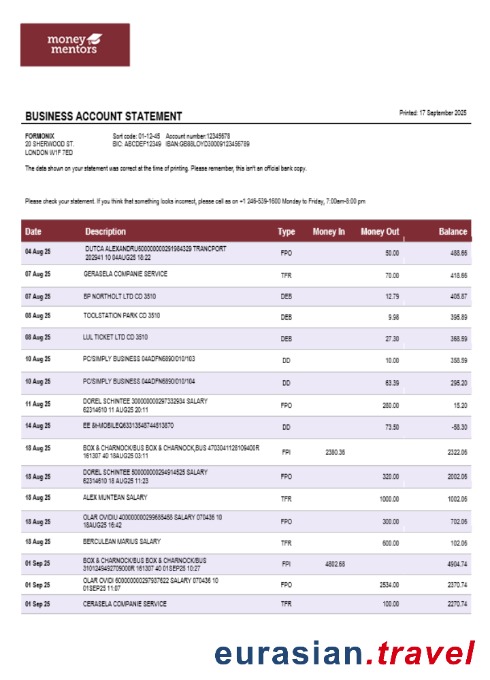 money
mentors
BUSINESS ACCOUNT STATEMENT
Printed: 17 September 2025
FORMONIX Sort code: 01-12-45 Account number:12345678
20 SHERWOOD ST. BIC: ABCDEF12349 IBAN:GB88LOYD30009123456789
LONDON W1F 7ED
The data shown on your statement was correct at the time of printing. Please remember, this isn't an official bank copy.
Please check your statement. If you think that something looks incorrect, please call as on +1 246-539-1600 Monday to Friday, 7:00am-8:00 pm
Date Description Type Money In Money Out Balance
04 Aug 25 DUTCA ALEXANDRU600000000291984329 TRANCPORT FPO 50.00 488.66
202941 10 04AUG25 18:22
07 Aug 25 GERASELA COMPANIE SERVICE TFR 70.00 418.66
07 Aug 25 BP NORTHOLT LTD CD 3510 DEB 12.79 405.87
08 Aug 25 TOOLSTATION PARK CD 3510 DEB 9.98 395.89
08 Aug 25 LUL TICKET LTD CD 3510 DEB 27.30 368.59
10 Aug 25 PC/SIMPLY BUSINESS 04ADFN6890/010/103 DD 10.00 358.59
10 Aug 25 PC/SIMPLY BUSINESS 04ADFN6890/010/104 DD 63.39 295.20
11 Aug 25 DOREL SCHINTEE 300000000297332934 SALARY FPO 280.00 15.20
62314610 11 AUG25 20:11
14 Aug 25 EE &T-MOBILEQ63313548744813870 DD 73.50 -58.30
18 Aug 25 BOX & CHARNOCK/BUS BOX & CHARNOCK,BUS 4703041128109400R FPI 2380.36 2322.06
161307 40 18AUG25 03:11
18 Aug 25 DOREL SCHINTEE 500000000294914525 SALARY FPO 320.00 2002.06
62314610 18 AUG25 11:23
18 Aug 25 ALEX MUNTEAN SALARY TFR 1000.00 1002.06
18 Aug 25 OLAR OVIDIU 400000000299685458 SALARY 070436 10 FPO 300.00 702.06
18AUG25 16:42
18 Aug 25 BERCULEAN MARIUS SALARY TFR 600.00 102.06
01 Sep 25 BOX & CHARNOCK/BUS BOX & CHARNOCK/BUS FPI 4802.68 4904.74
3101249492709000R 161307 40 01SEP25 10:27
01 Sep 25 OLAR OVIDI 600000000297937622 SALARY 070436 10 FPO 2534.00 2370.74
01SEP25 11:07
01 Sep 25 CERASELA COMPANIE SERVICE TFR 100.00 2270.74
eurasian.travel